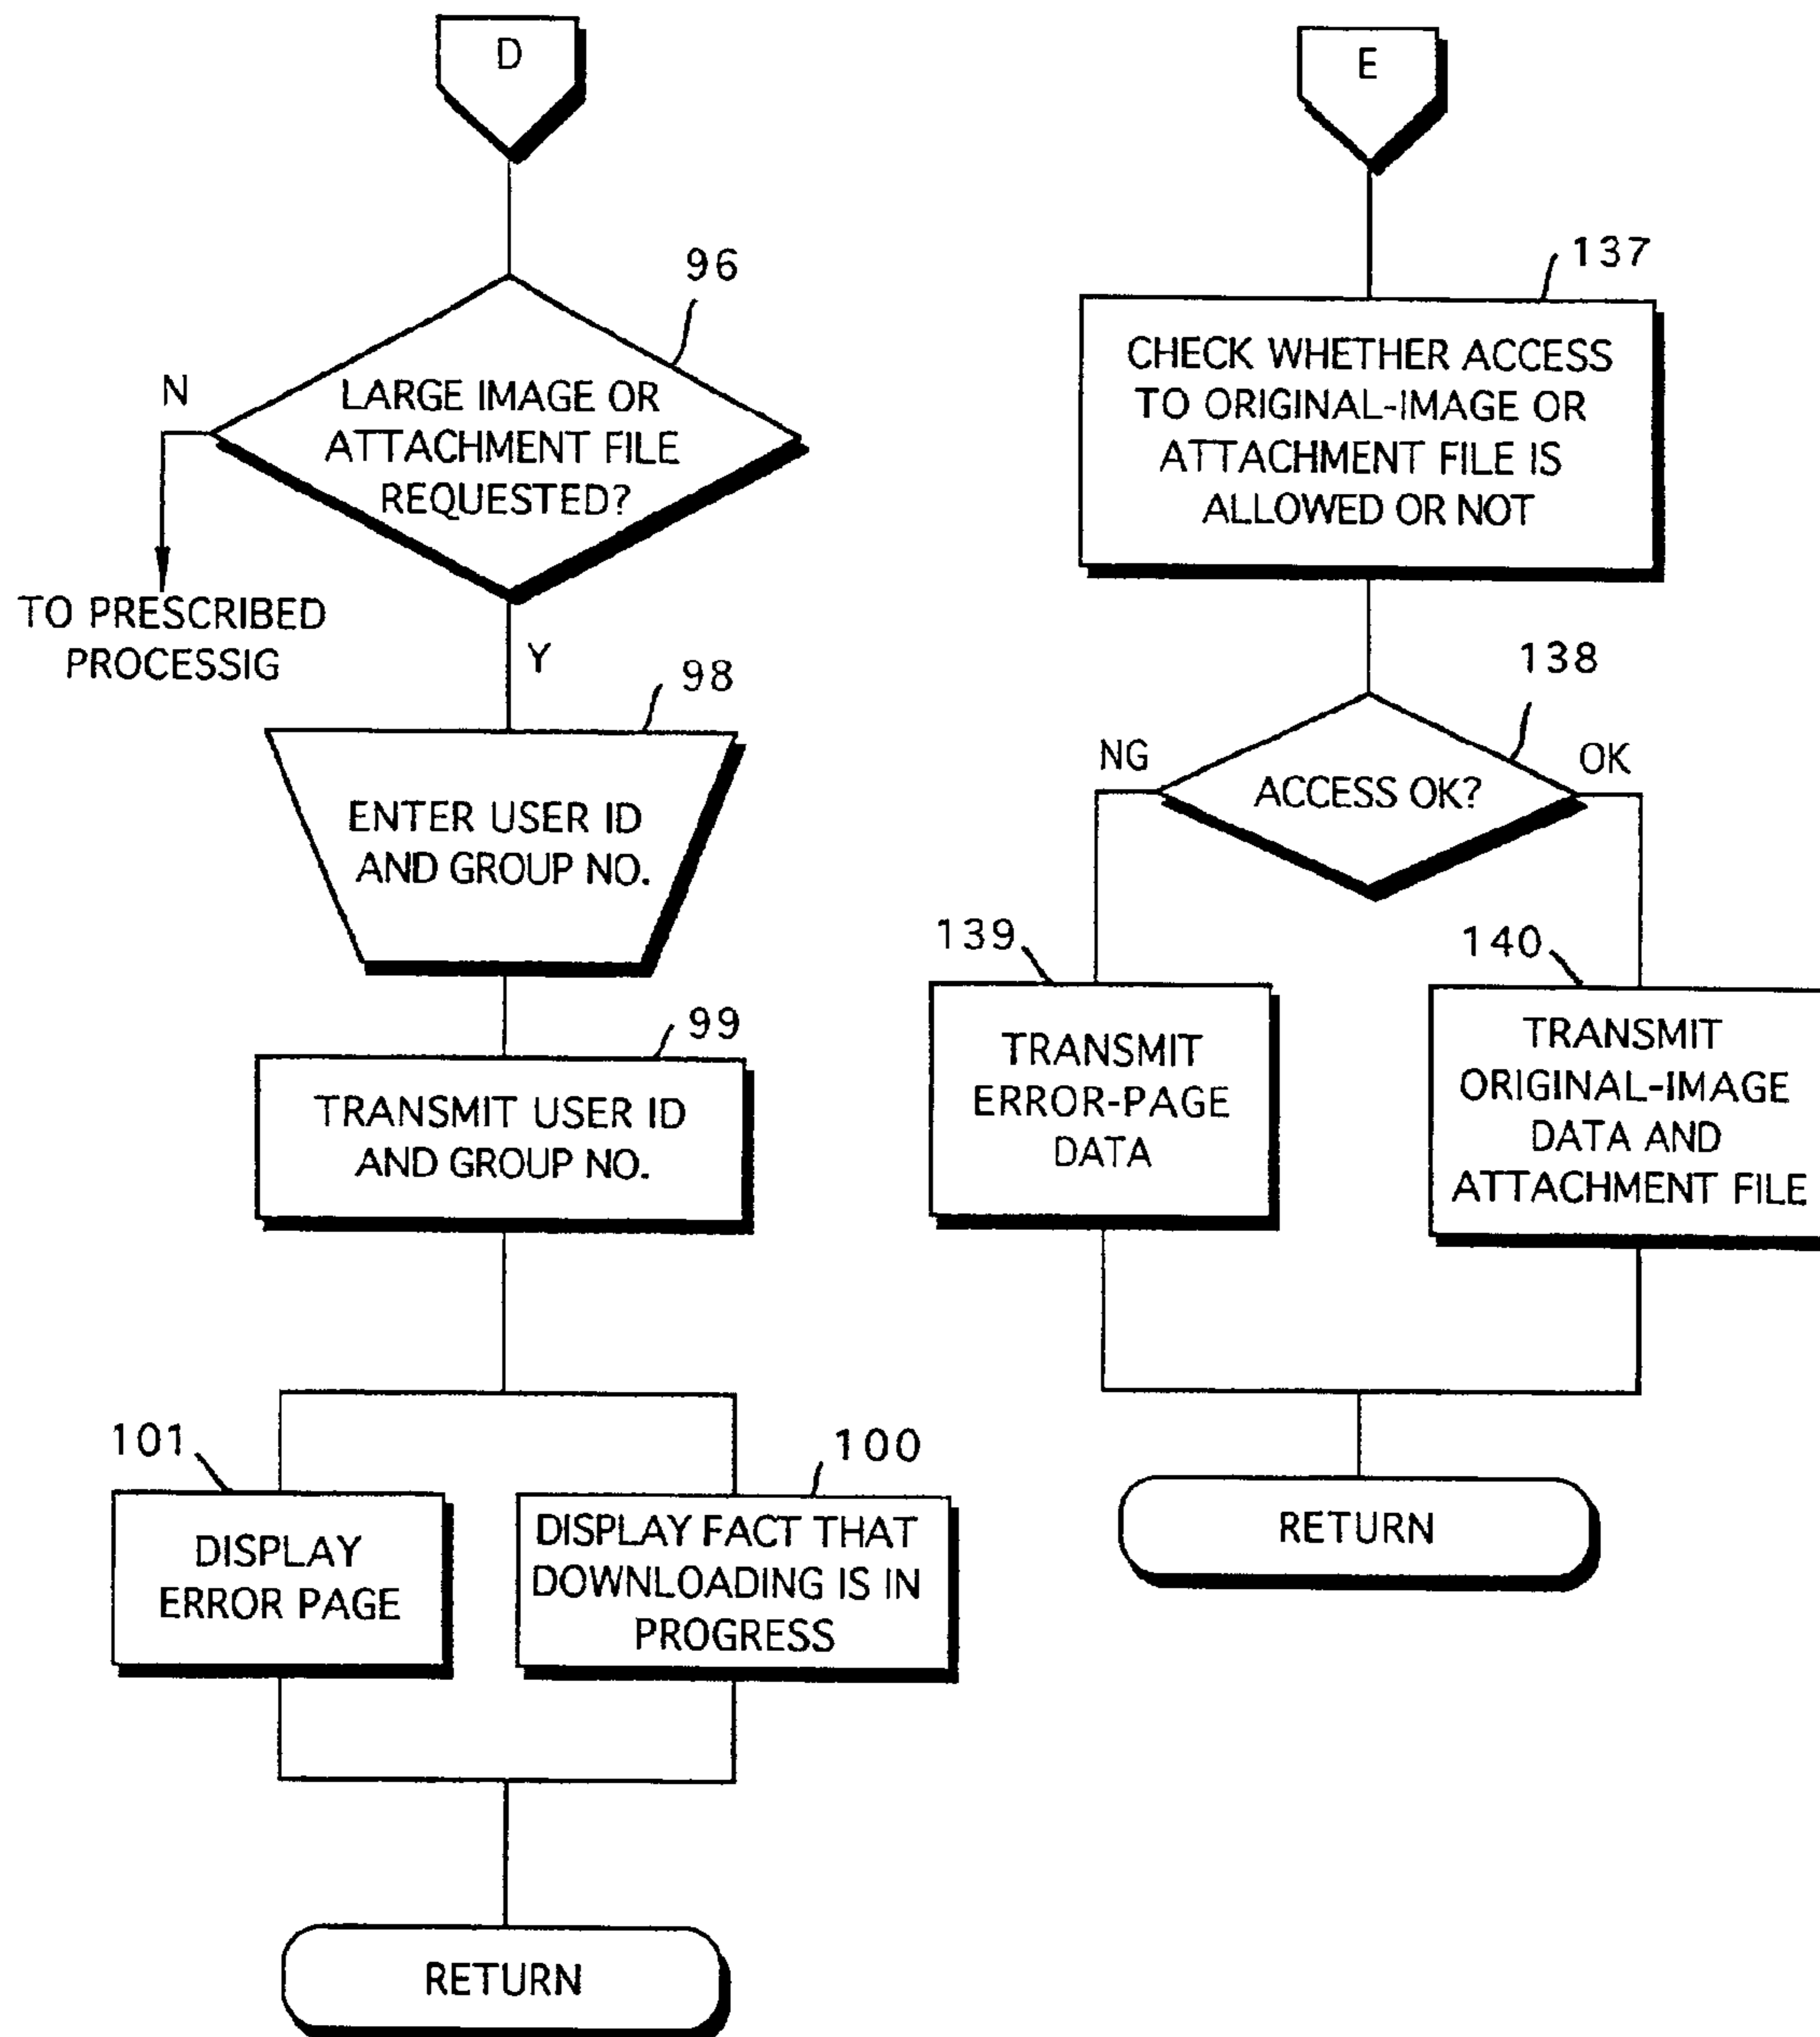 D
96
N
LARGE IMAGE OR
ATTACHMENT FILE
REQUESTED?
TO PRESCRIBED
PROCESSIG
Y
98
ENTER USER ID
AND GROUP NO.
99
TRANSMIT USER ID
AND GROUP NO.
101
DISPLAY
ERROR PAGE
100
DISPLAY FACT THAT
DOWNLOADING IS IN
PROGRESS
RETURN
E
137
CHECK WHETHER ACCESS
TO ORIGINAL-IMAGE OR
ATTACHMENT FILE IS
ALLOWED OR NOT
138
NG
ACCESS OK?
OK
139
TRANSMIT
ERROR-PAGE
DATA
140
TRANSMIT
ORIGINAL-IMAGE
DATA AND
ATTACHMENT FILE
RETURN